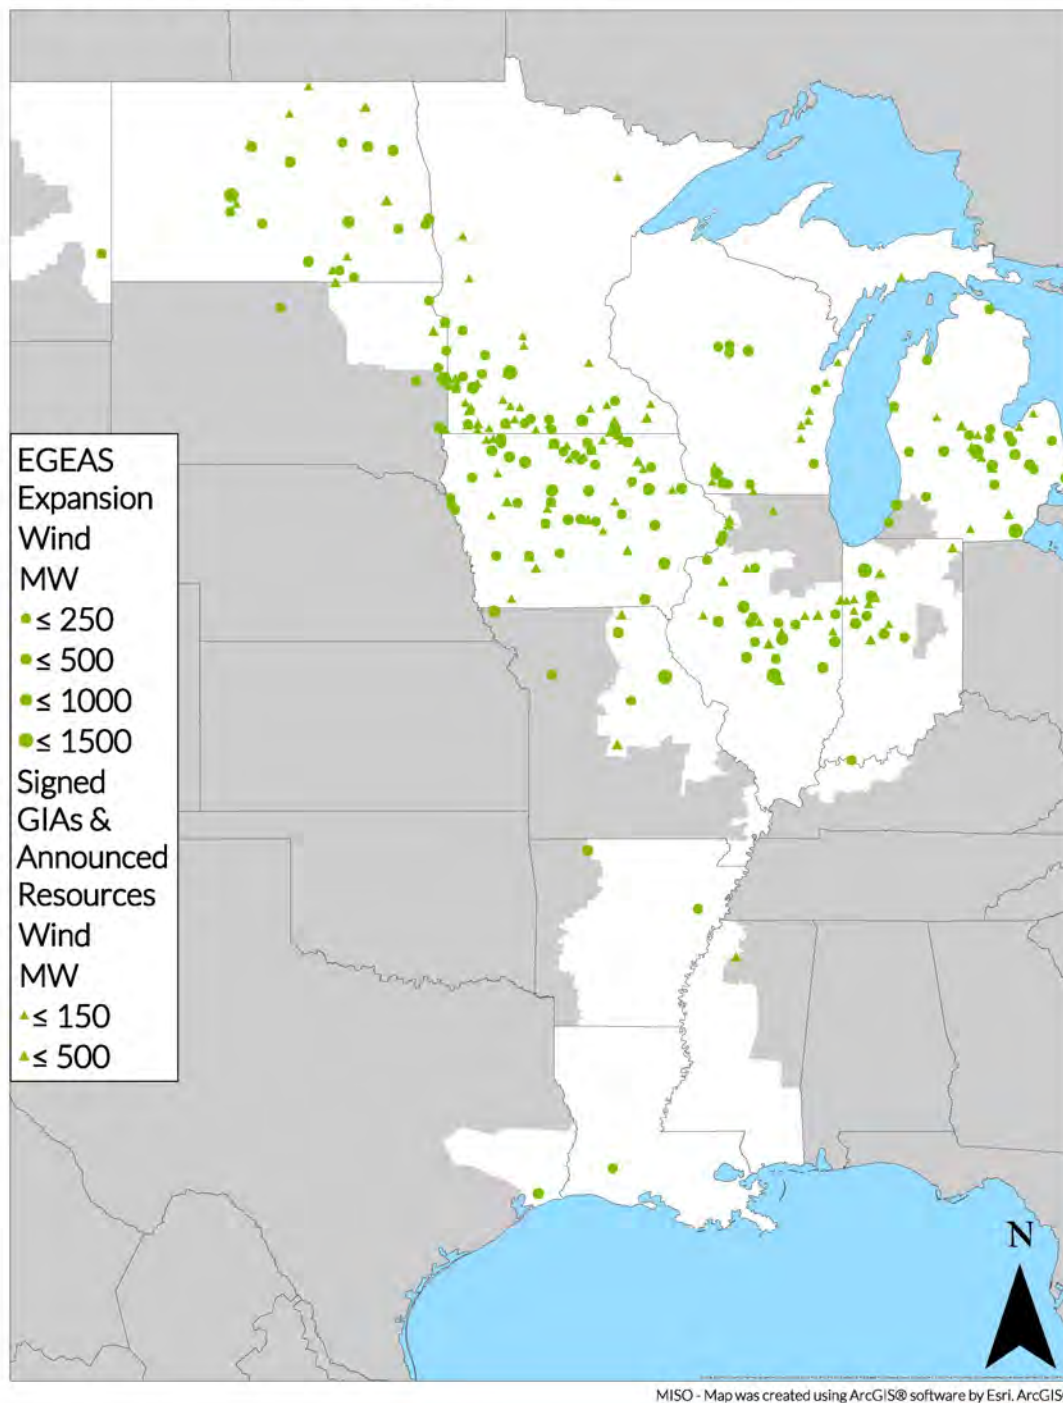 EGEAS
Expansion
Wind
MW
≤ 250
≤ 500
≤ 1000
≤ 1500
Signed
GIAs &
Announced
Resources
Wind
MW
≤ 150
≤ 500
N
MISO - Map was created using ArcGIS® software by Esri. ArcGIS®